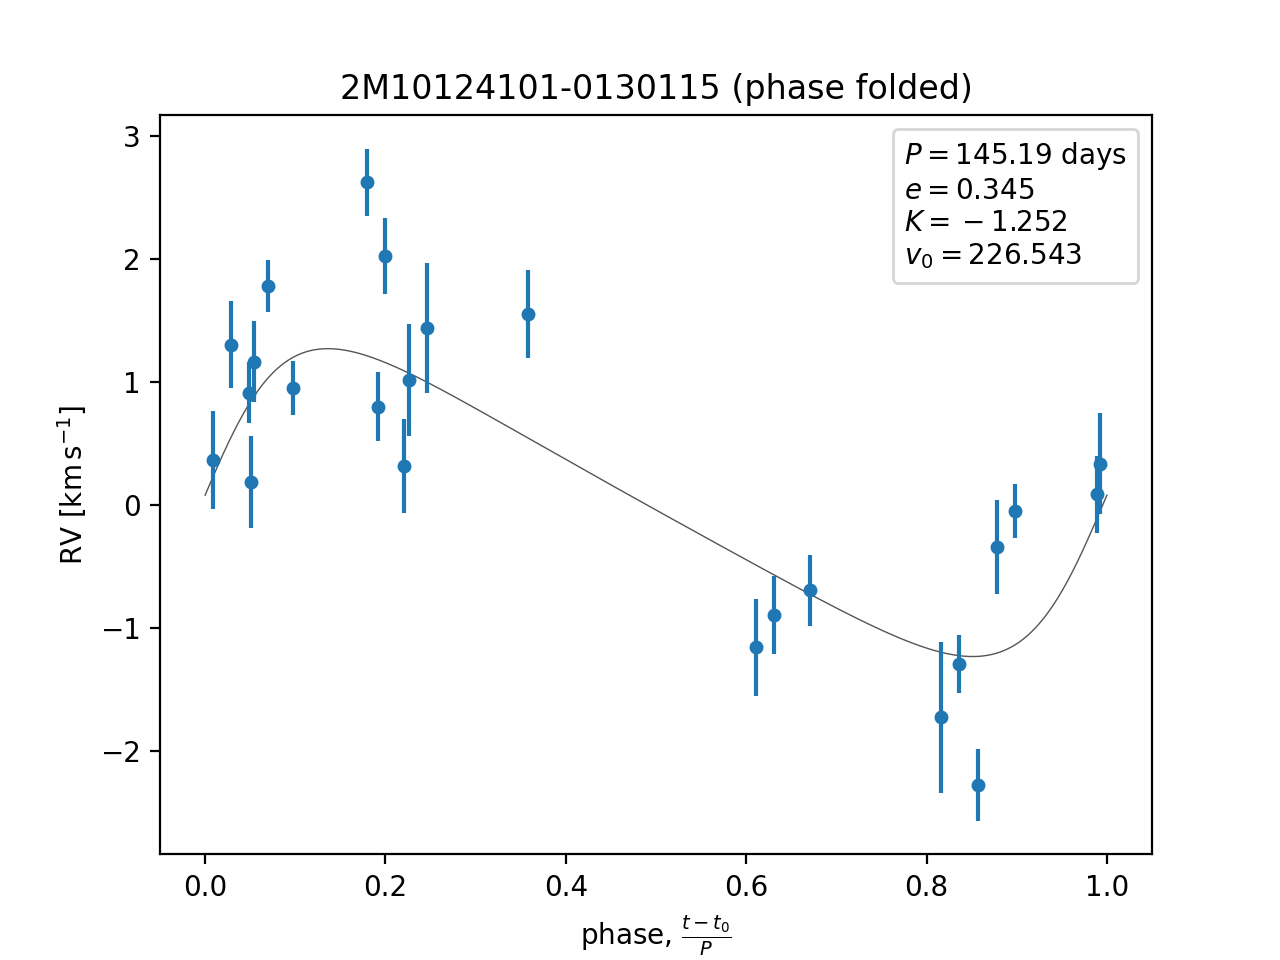 2M10124101-0130115 (phase folded)
P = 145.19 days
e = 0.345
K = −1.252
v₀ = 226.543
3
2
1
0
−1
−2
RV [km s⁻¹]
0.0 0.2 0.4 0.6 0.8 1.0
phase, (t − t₀)/P